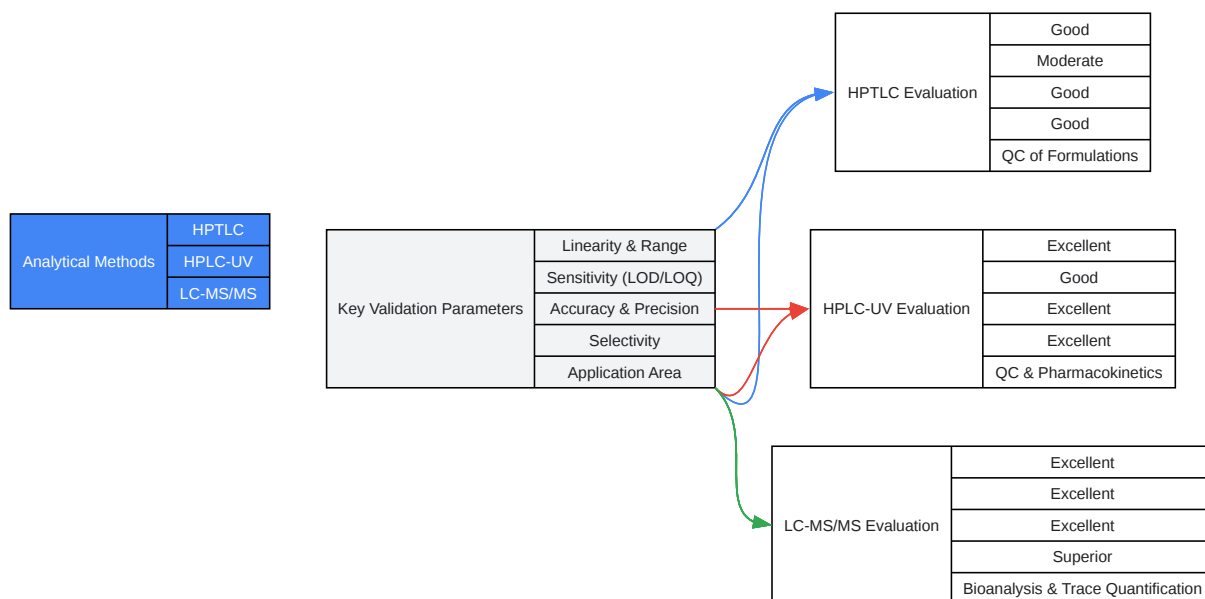 Analytical Methods
HPTLC
HPLC-UV
LC-MS/MS
Key Validation Parameters
Linearity & Range
Sensitivity (LOD/LOQ)
Accuracy & Precision
Selectivity
Application Area
HPTLC Evaluation
Good
Moderate
Good
Good
QC of Formulations
HPLC-UV Evaluation
Excellent
Good
Excellent
Excellent
QC & Pharmacokinetics
LC-MS/MS Evaluation
Excellent
Excellent
Excellent
Superior
Bioanalysis & Trace Quantification